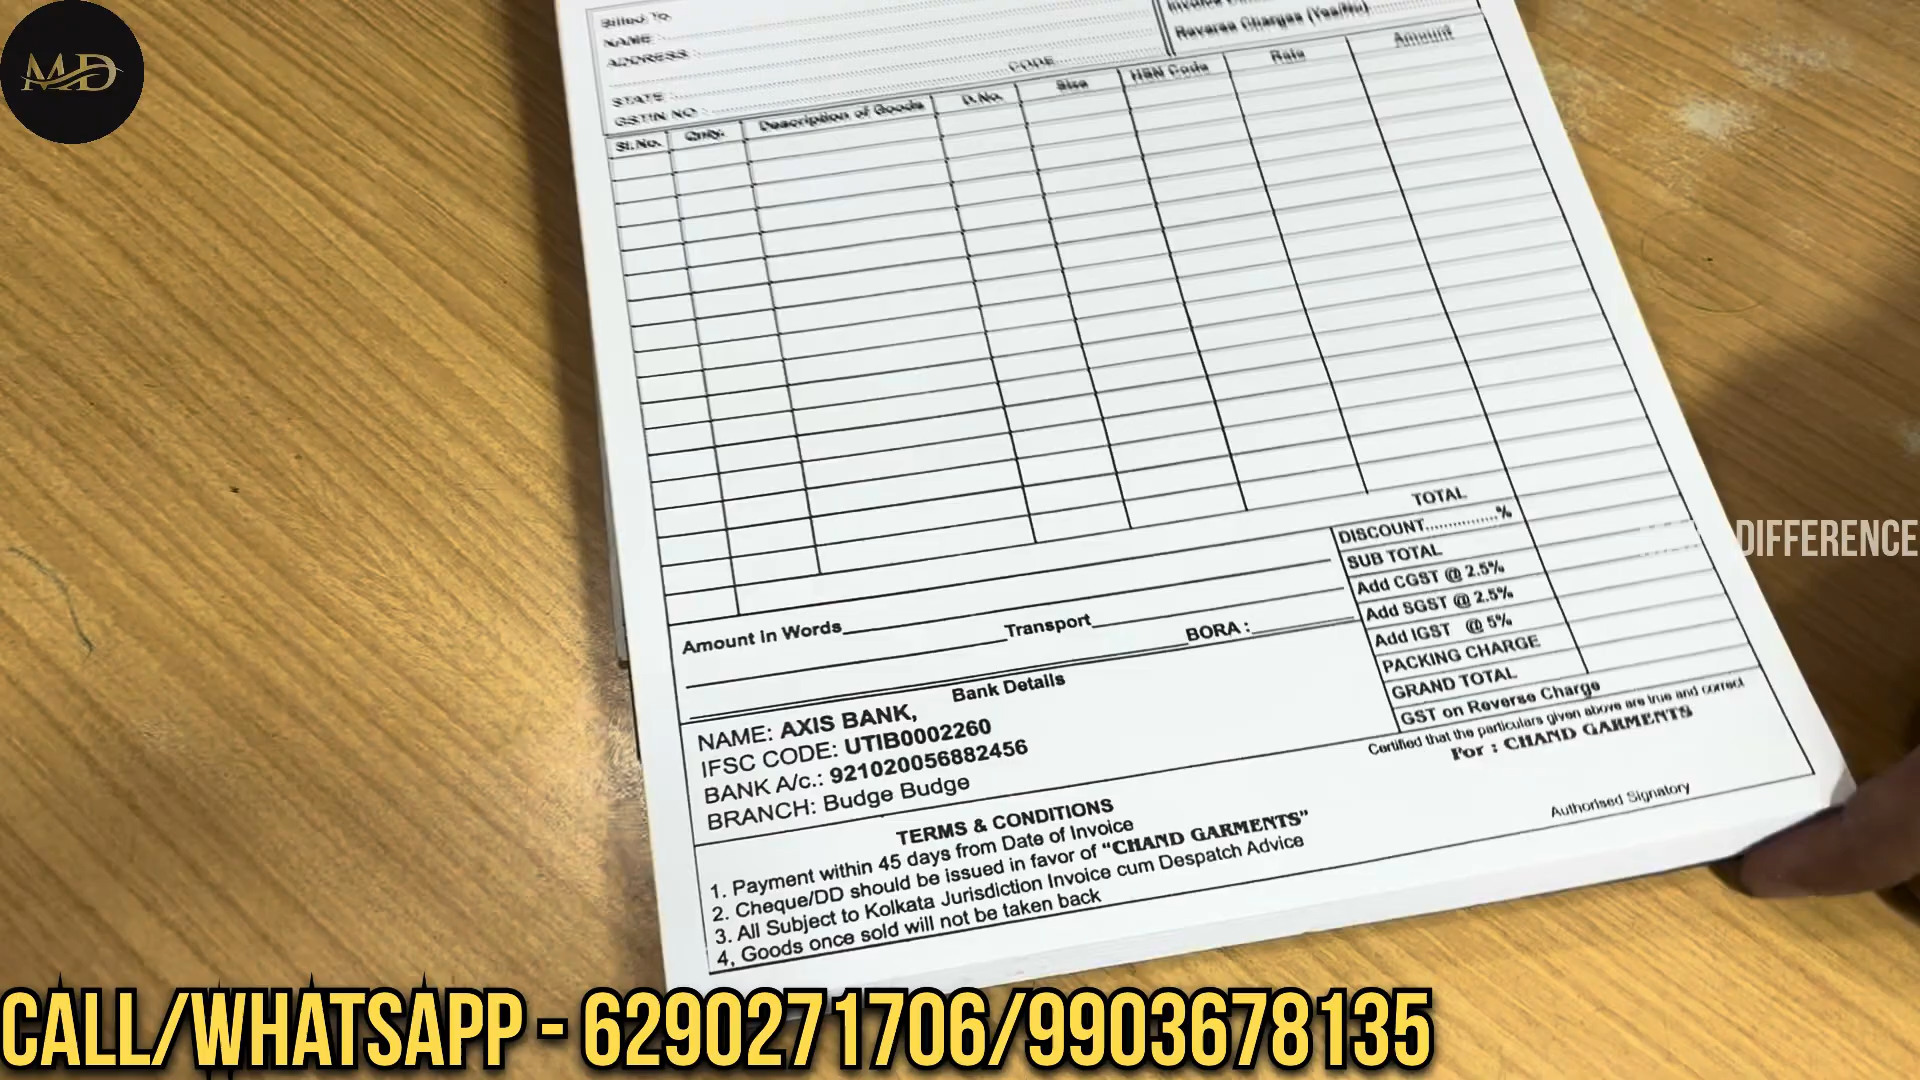 MD
Billed To
NAME :
ADDRESS :
CODE
STATE :
GSTIN NO :
Reverse Charges (Yes/No)
Sl.No. Qnty. Description of Goods D.No. Size HSN Code Rate Amount
TOTAL
DISCOUNT................%
SUB TOTAL
Add CGST @ 2.5%
Add SGST @ 2.5%
Add IGST @ 5%
PACKING CHARGE
GRAND TOTAL
GST on Reverse Charge
Amount in Words
Transport
BORA :
Bank Details
NAME: AXIS BANK,
IFSC CODE: UTIB0002260
BANK A/c.: 921020056882456
BRANCH: Budge Budge
Certified that the particulars given above are true and correct
For : CHAND GARMENTS
Authorised Signatory
TERMS & CONDITIONS
1. Payment within 45 days from Date of Invoice
2. Cheque/DD should be issued in favor of "CHAND GARMENTS"
3. All Subject to Kolkata Jurisdiction Invoice cum Despatch Advice
4, Goods once sold will not be taken back
DIFFERENCE
CALL/WHATSAPP - 6290271706/9903678135